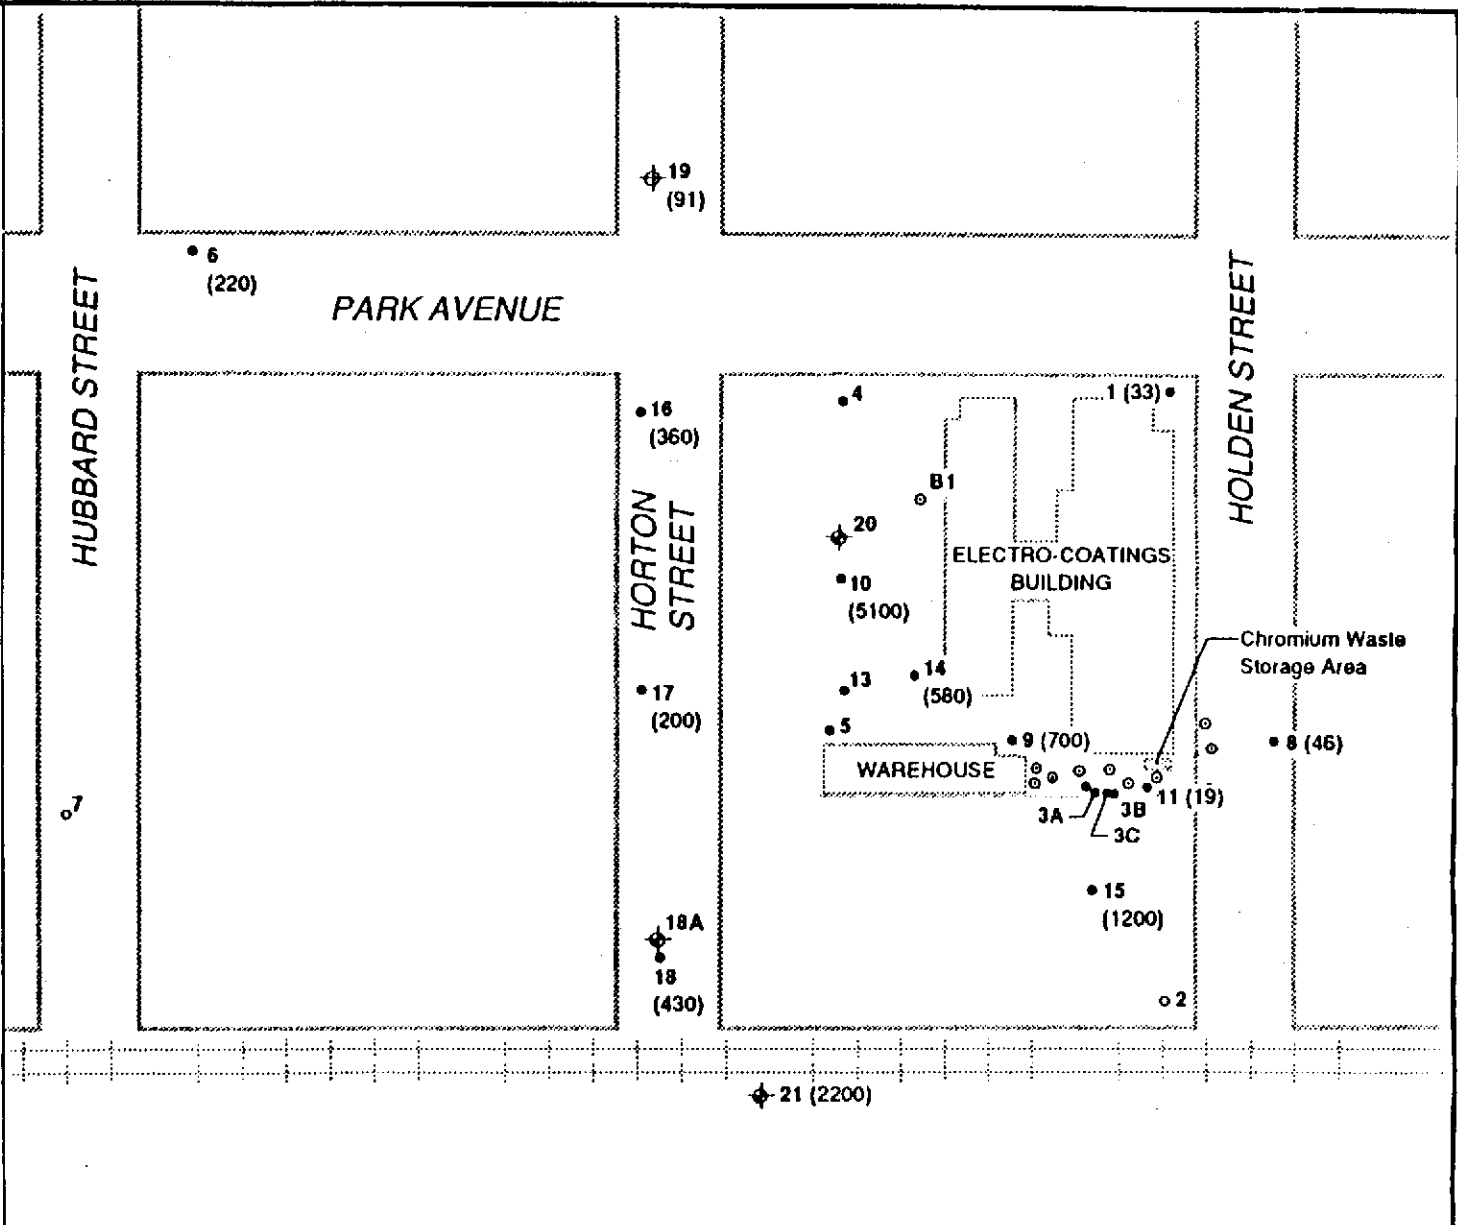 19
(91)
6
(220)
PARK AVENUE
HUBBARD STREET
HOLDEN STREET
16
(360)
4
1 (33)
B1
HORTON
STREET
20
ELECTRO-COATINGS
BUILDING
10
(5100)
Chromium Waste
Storage Area
17
(200)
13
14
(580)
5
9 (700)
8 (46)
WAREHOUSE
7
11 (19)
3A
3B
3C
15
(1200)
18A
18
(430)
2
21 (2200)